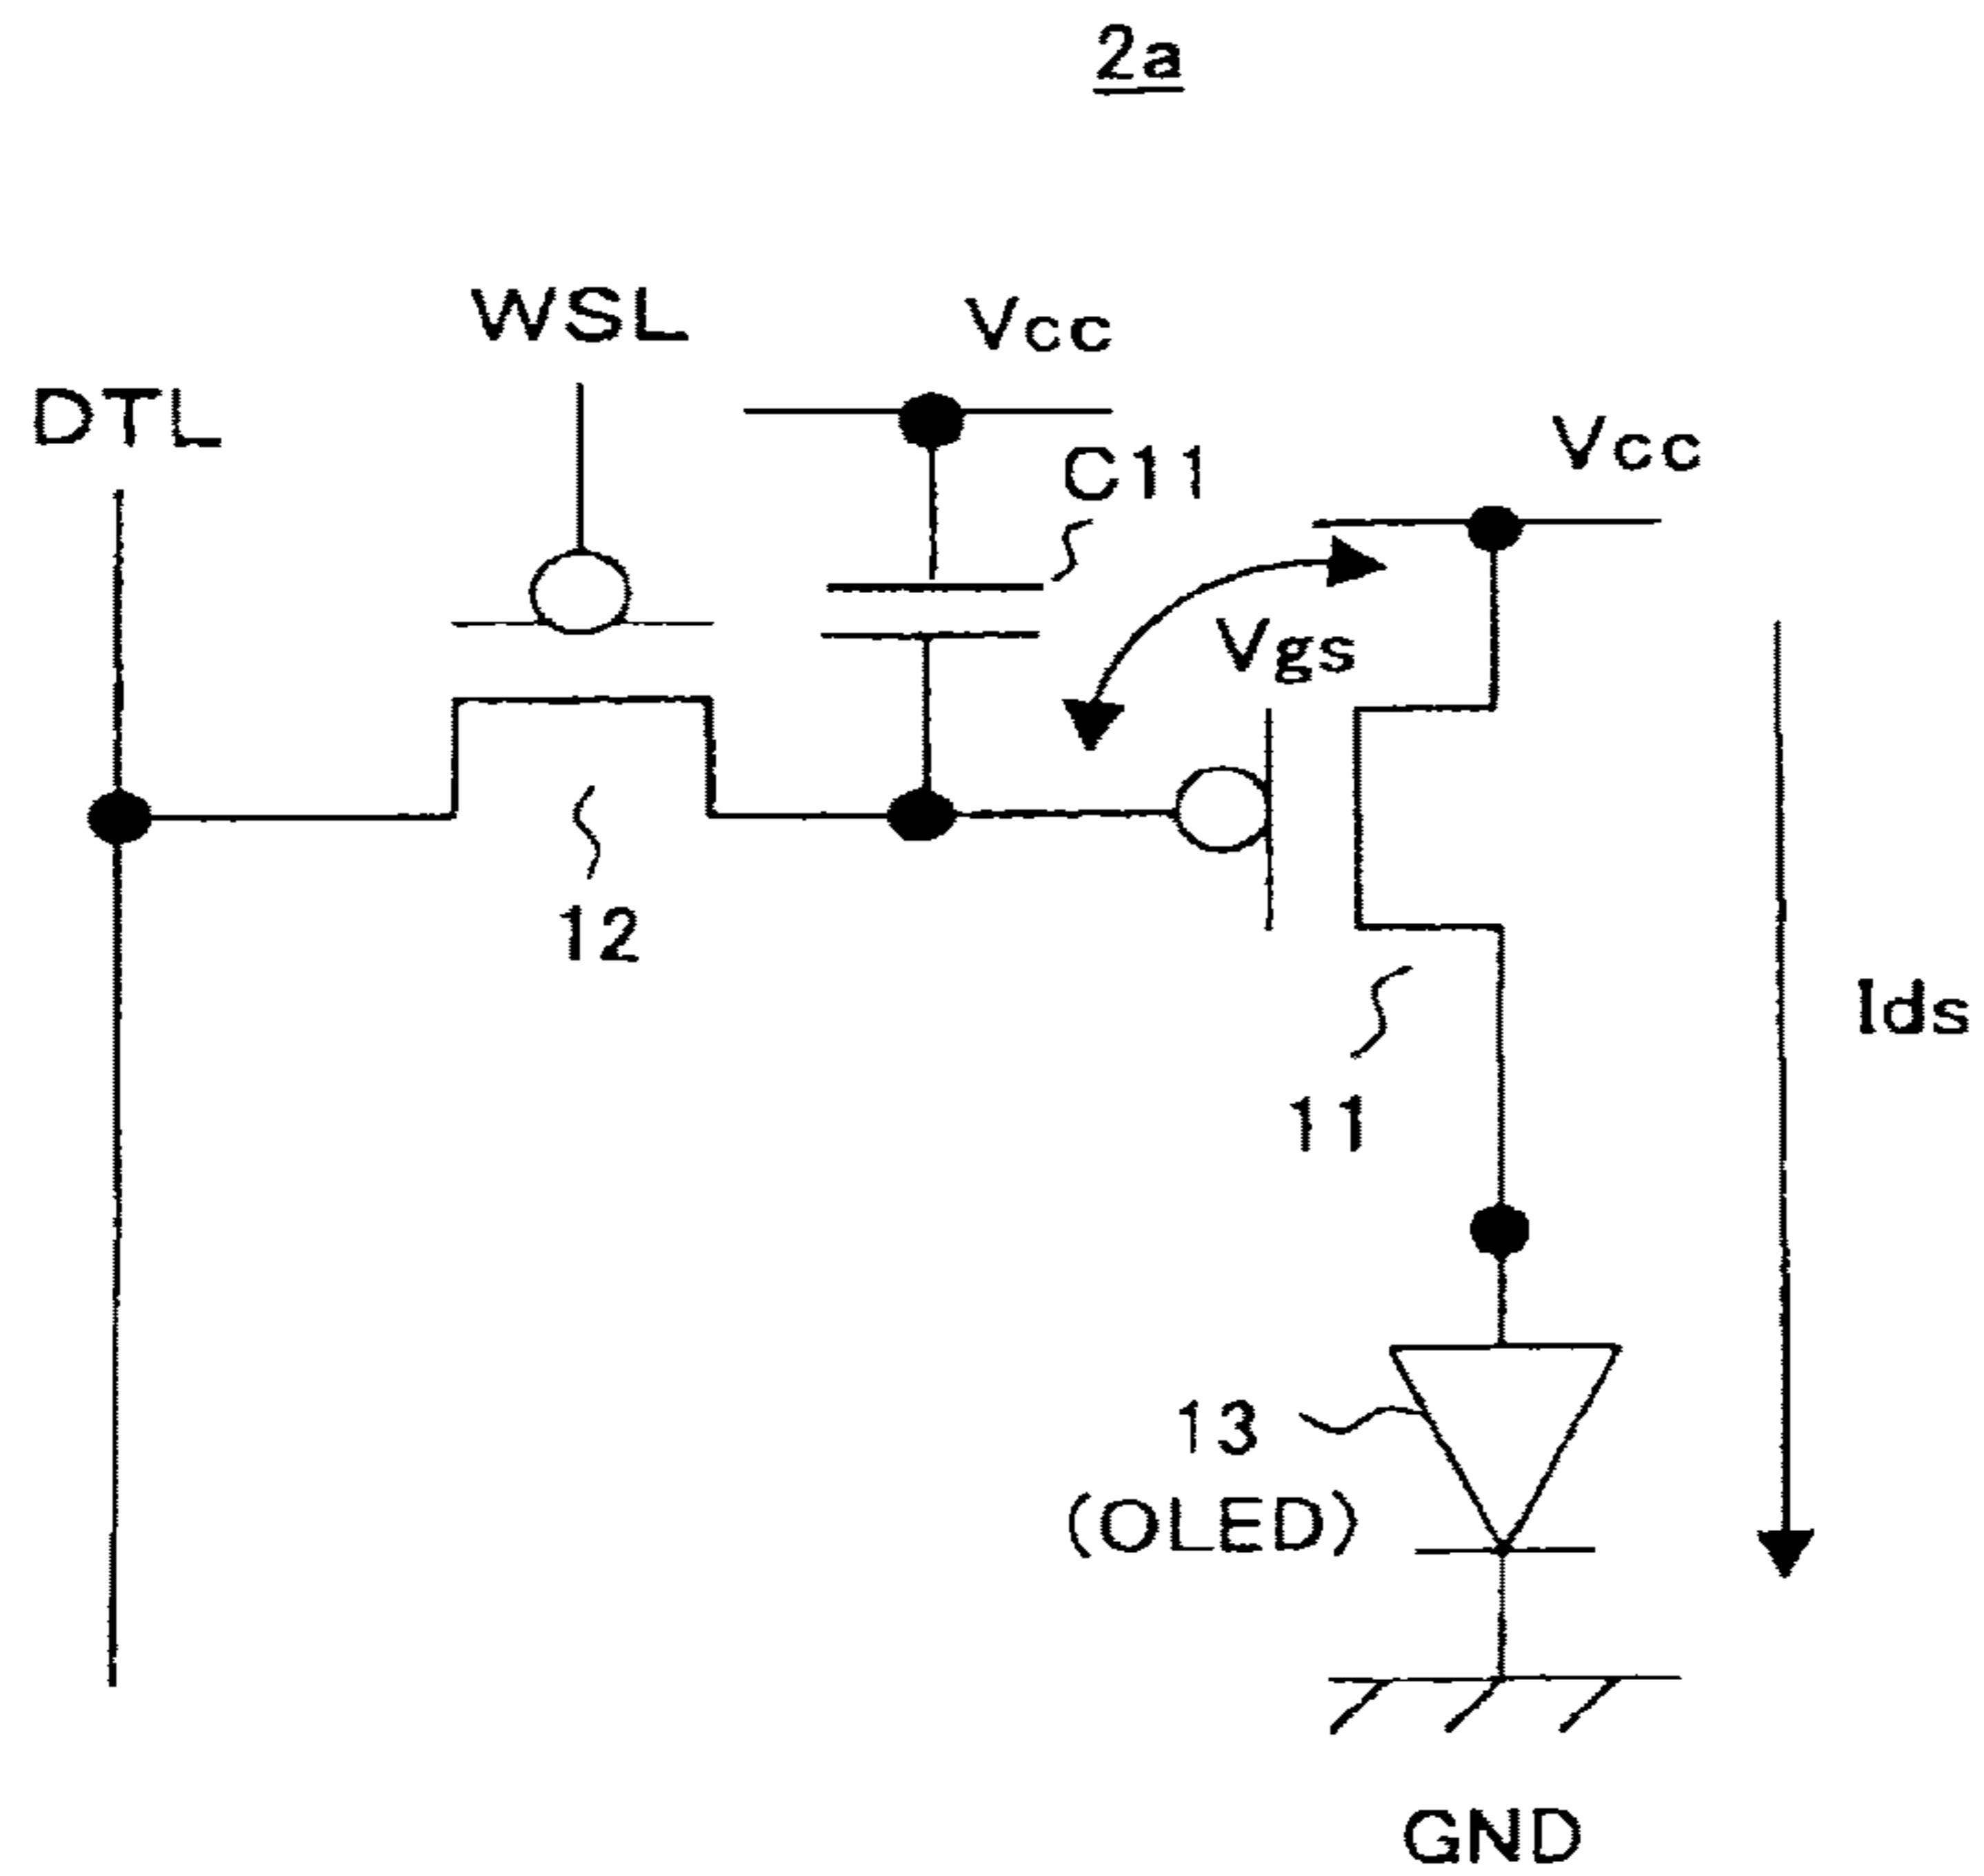 2a
WSL
Vcc
DTL
C11
Vcc
Vgs
12
Ids
11
13
(OLED)
GND